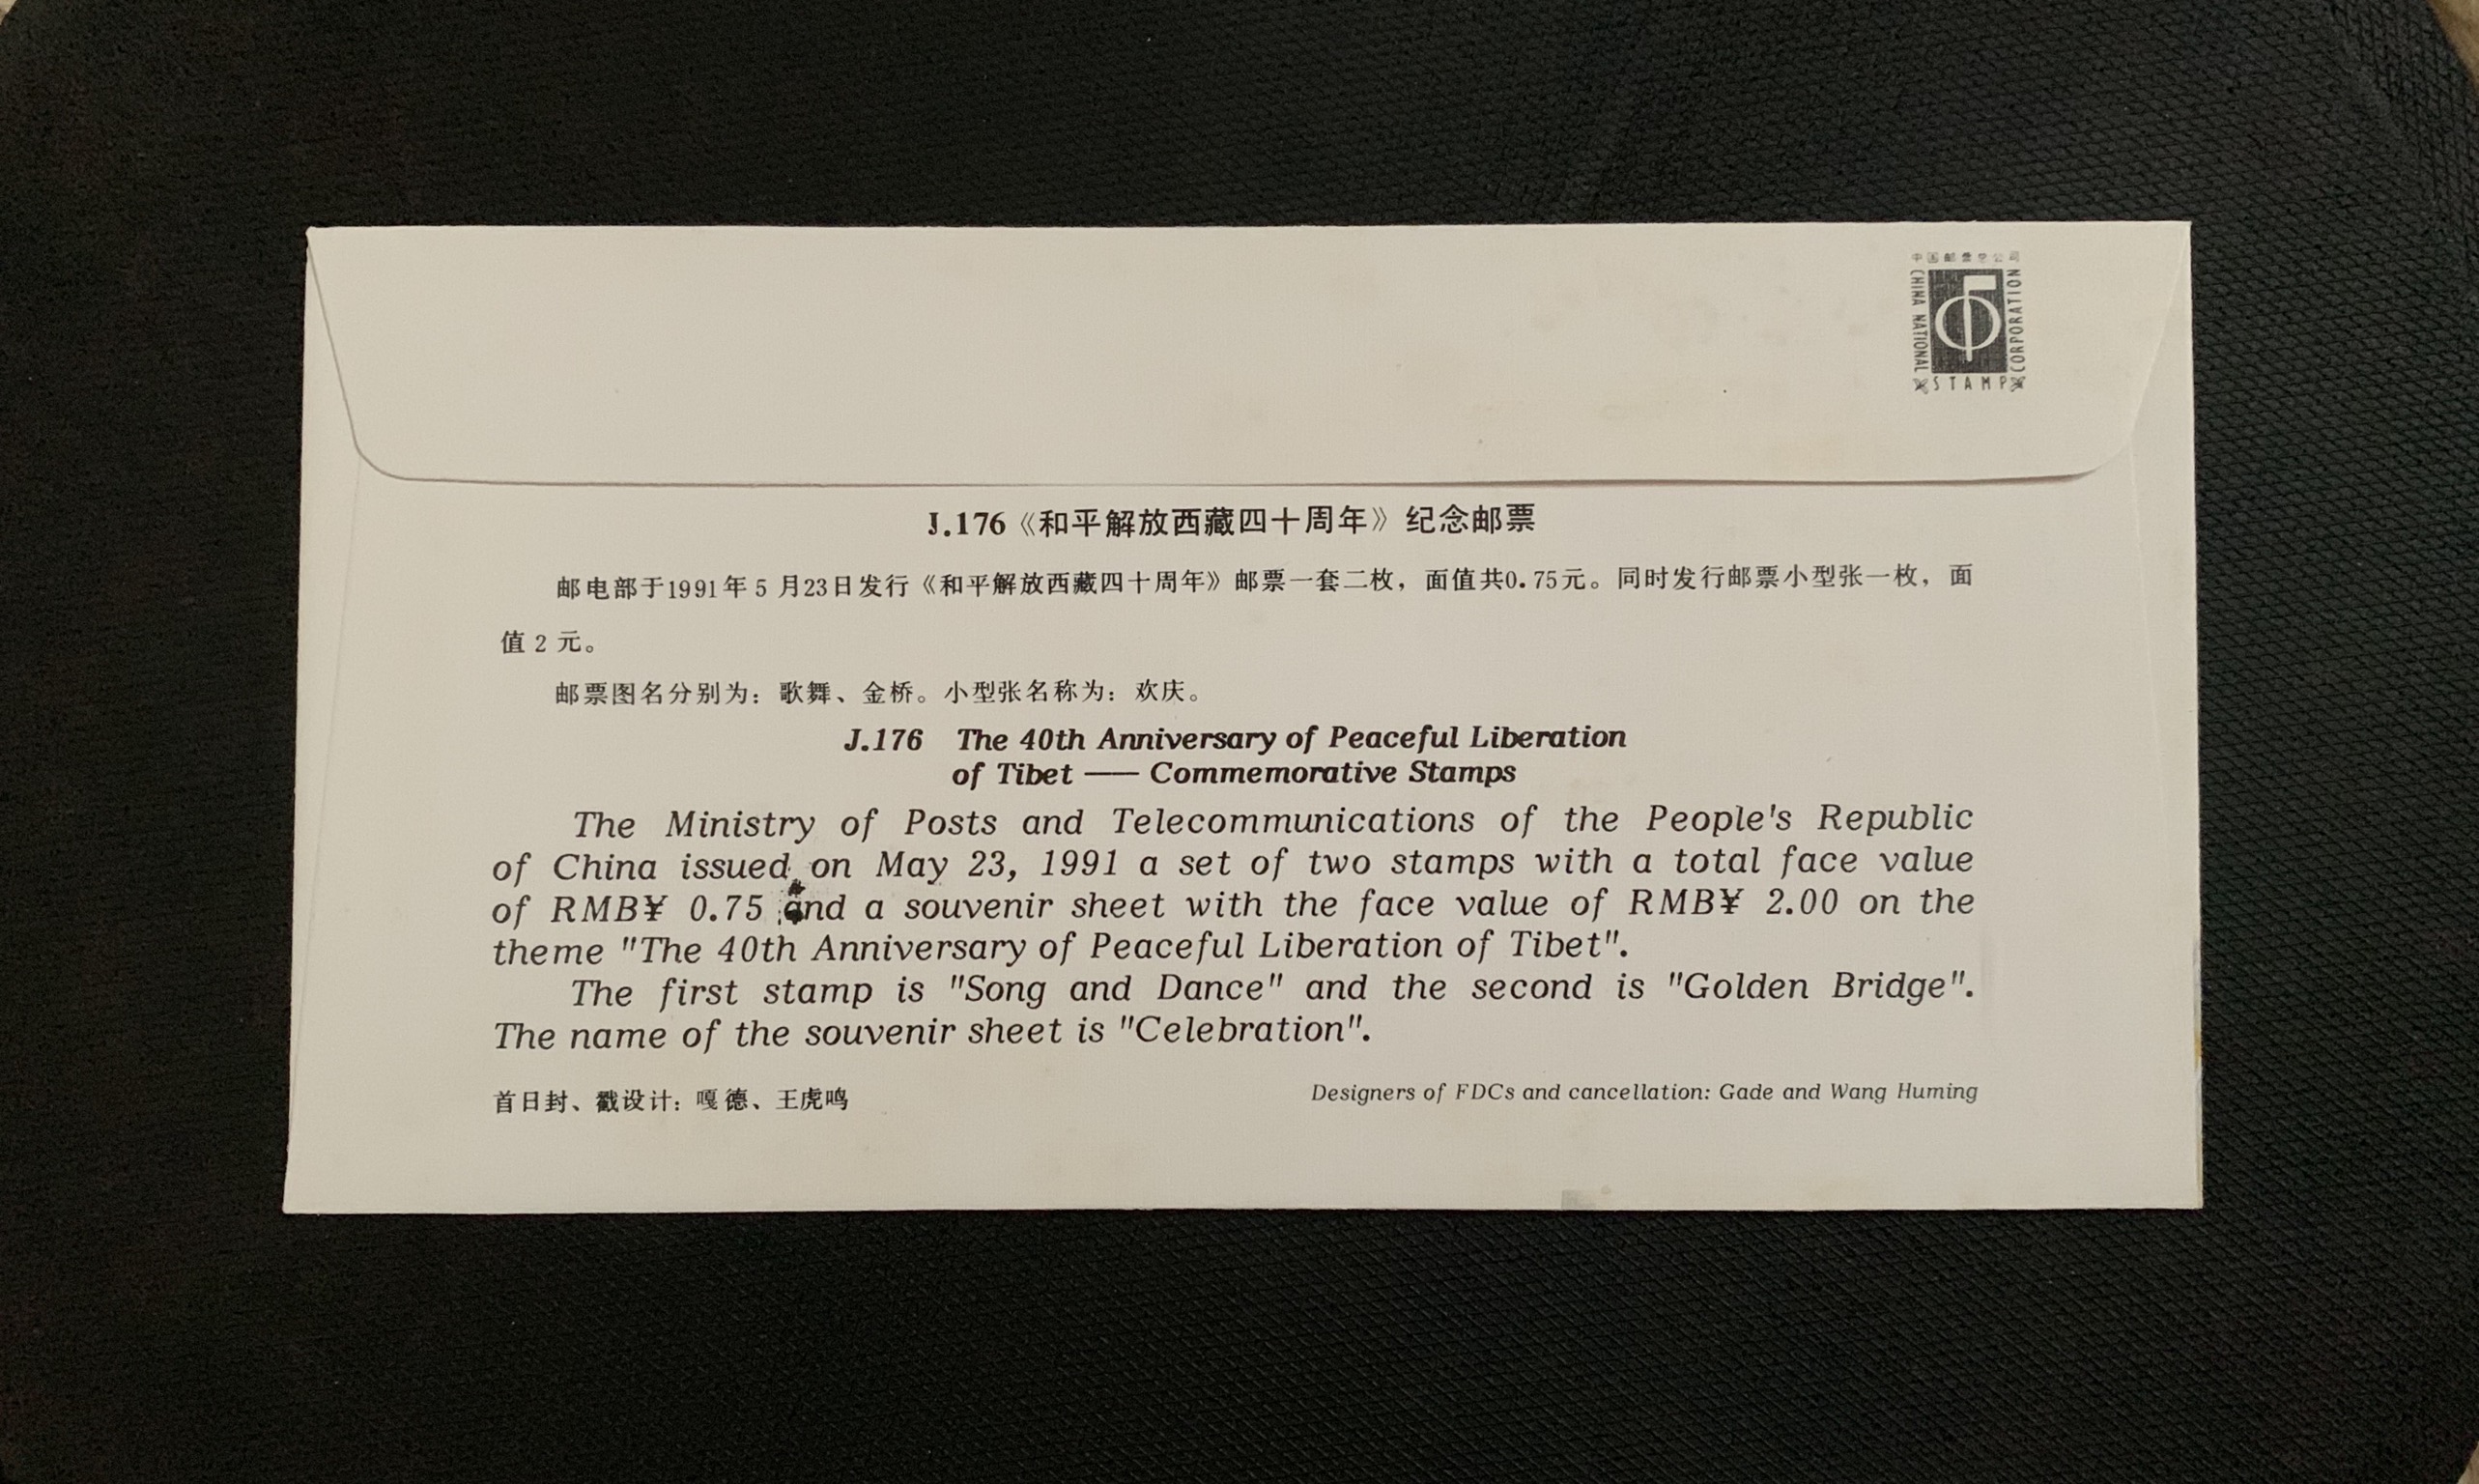 中国邮票总公司
CHINA NATIONAL
STAMP
CORPORATION
J.176《和平解放西藏四十周年》纪念邮票
邮电部于1991年5月23日发行《和平解放西藏四十周年》邮票一套二枚，面值共0.75元。同时发行邮票小型张一枚，面
值2元。
邮票图名分别为：歌舞、金桥。小型张名称为：欢庆。
J.176 The 40th Anniversary of Peaceful Liberation
of Tibet —— Commemorative Stamps
The Ministry of Posts and Telecommunications of the People's Republic
of China issued on May 23, 1991 a set of two stamps with a total face value
of RMB¥ 0.75 and a souvenir sheet with the face value of RMB¥ 2.00 on the
theme "The 40th Anniversary of Peaceful Liberation of Tibet".
The first stamp is "Song and Dance" and the second is "Golden Bridge".
The name of the souvenir sheet is "Celebration".
首日封、戳设计：嘎德、王虎鸣
Designers of FDCs and cancellation: Gade and Wang Huming